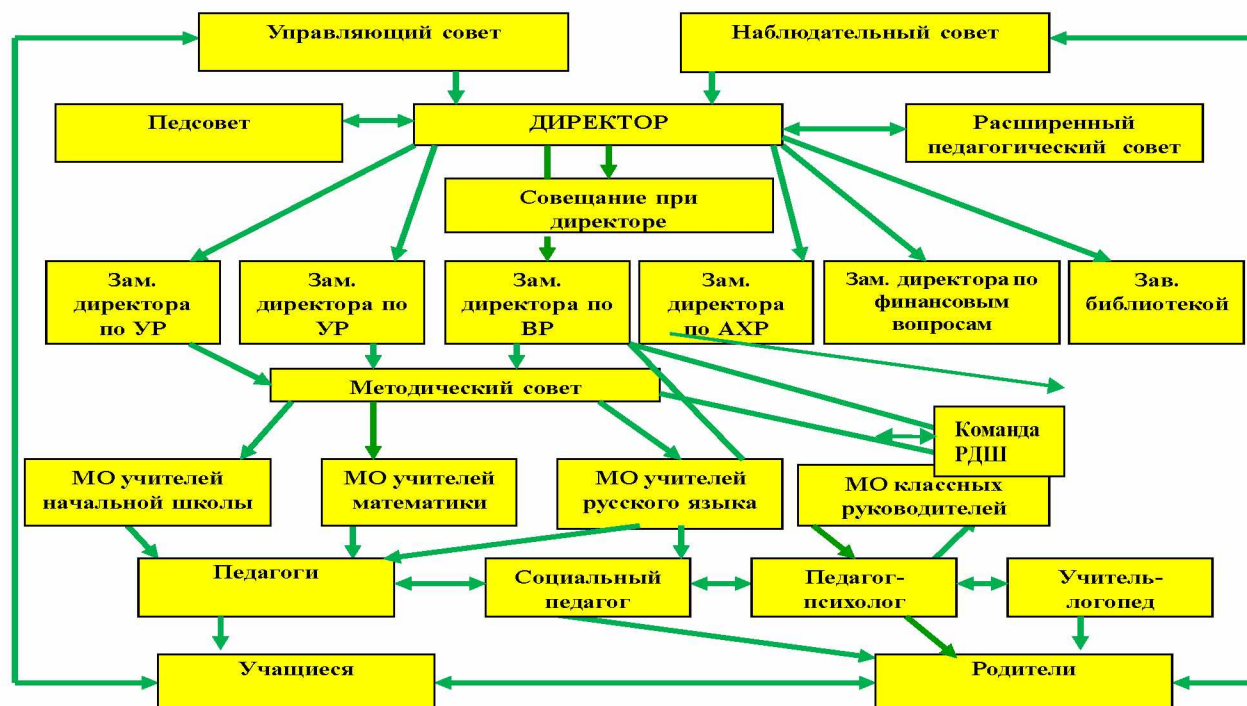 Управляющий совет
Наблюдательный совет
Педсовет
ДИРЕКТОР
Расширенный
педагогический совет
Совещание при
директоре
Зам.
директора
по УР
Зам.
директора по
УР
Зам.
директора по
ВР
Зам.
директора
по АХР
Зам. директора по
финансовым
вопросам
Зав.
библиотекой
Методический совет
Команда
РДШ
МО учителей
начальной школы
МО учителей
математики
МО учителей
русского языка
МО классных
руководителей
Педагоги
Социальный
педагог
Педагог-
психолог
Учитель-
логопед
Учащиеся
Родители